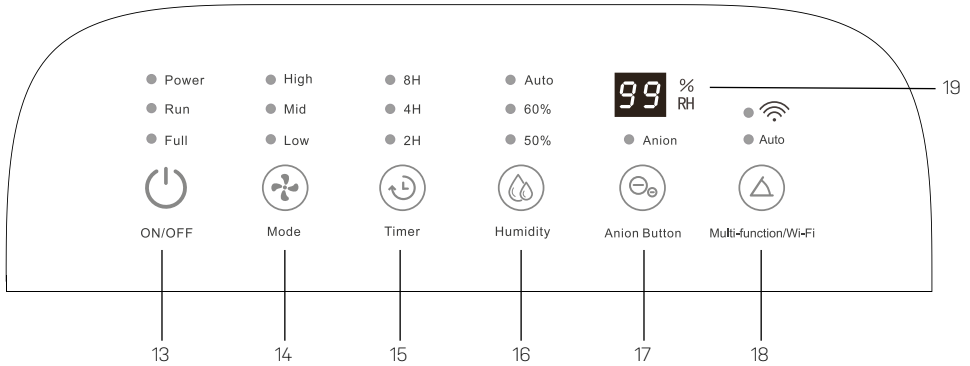 Power High 8H Auto 99 % RH 19
Run Mid 4H 60%
Full Low 2H 50% Anion Auto
ON/OFF Mode Timer Humidity Anion Button Multi-function/Wi-Fi
13 14 15 16 17 18